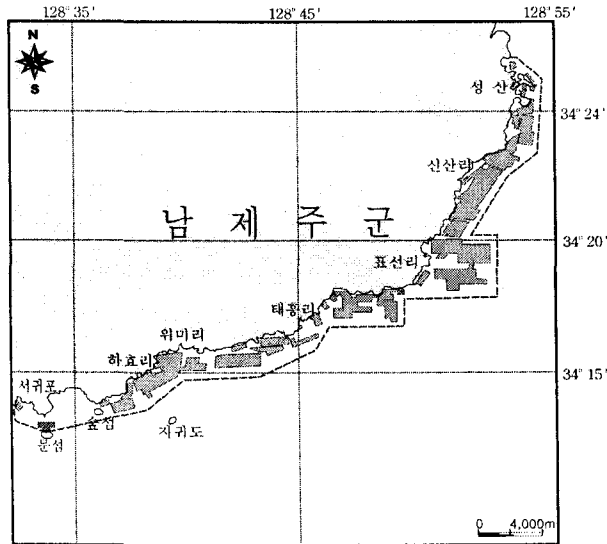 128° 35′ 128° 45′ 128° 55′
N
S
성 산
34° 24′
신산리
남 제 주 군
34° 20′
표선리
태흥리
위미리
하효리
34° 15′
서귀포
섭섬
지귀도
문섬
0 4,000m